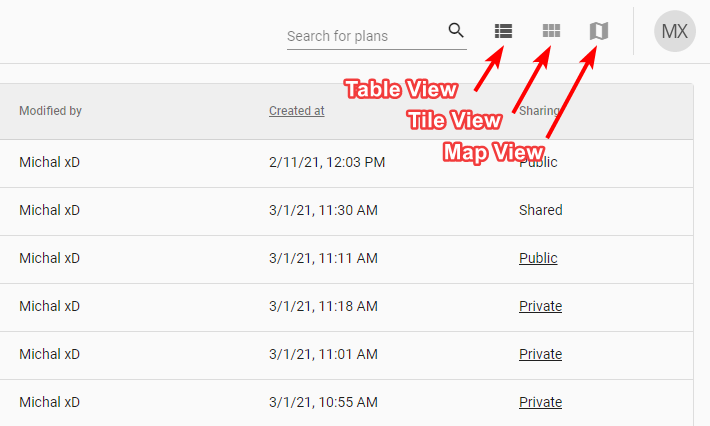 Search for plans
MX
Table View
Tile View
Map View
Modified by Created at Sharing
Michal xD 2/11/21, 12:03 PM Public
Michal xD 3/1/21, 11:30 AM Shared
Michal xD 3/1/21, 11:11 AM Public
Michal xD 3/1/21, 11:18 AM Private
Michal xD 3/1/21, 11:01 AM Private
Michal xD 3/1/21, 10:55 AM Private